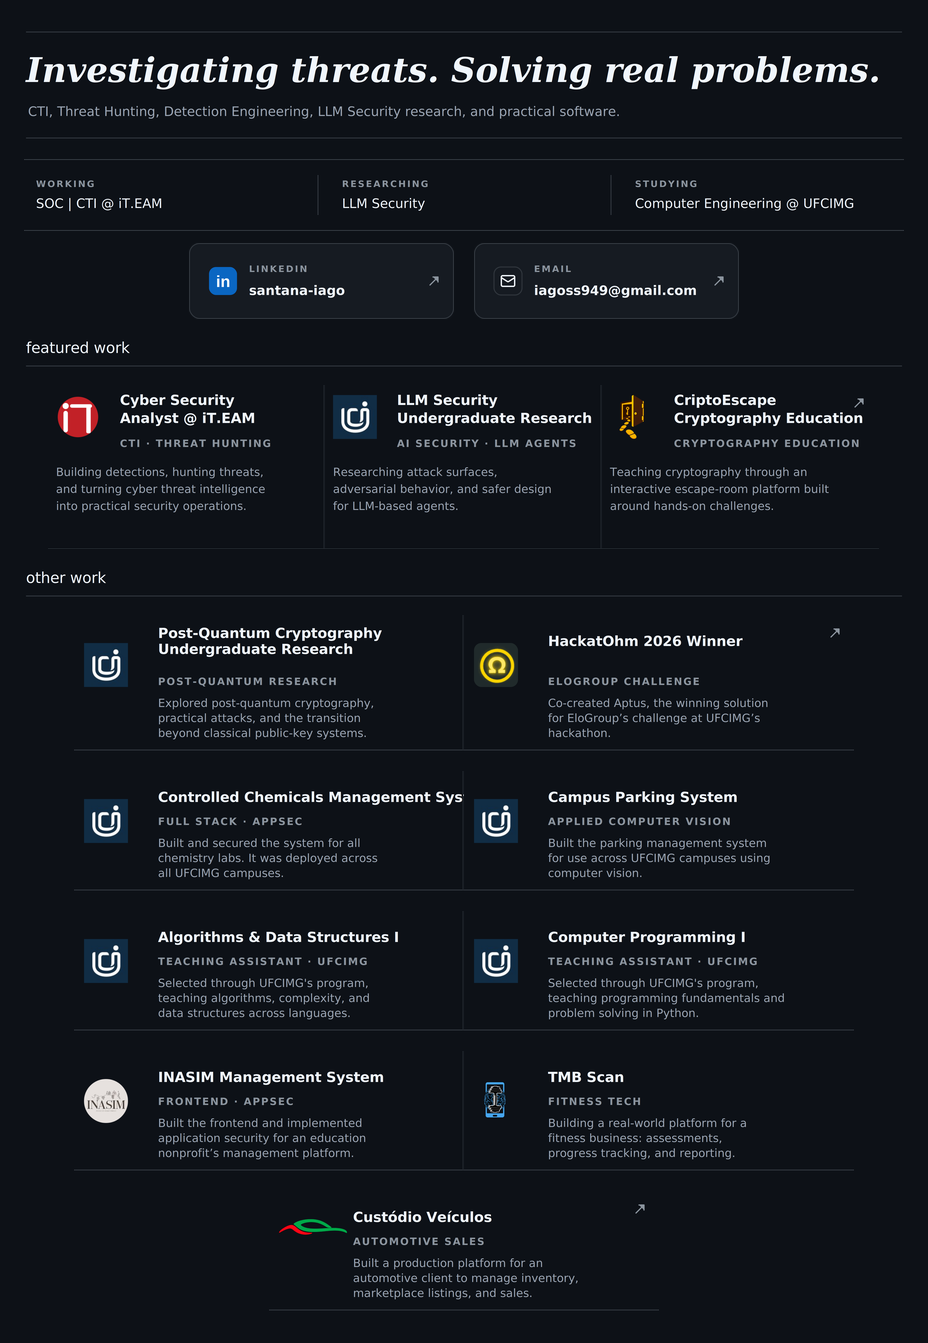 Investigating threats. Solving real problems.
CTI, Threat Hunting, Detection Engineering, LLM Security research, and practical software.
WORKING
SOC | CTI @ iT.EAM
RESEARCHING
LLM Security
STUDYING
Computer Engineering @ UFCIMG
in
LINKEDIN
santana-iago
↗
EMAIL
iagoss949@gmail.com
↗
featured work
iT
Cyber Security
Analyst @ iT.EAM
CTI · THREAT HUNTING
Building detections, hunting threats,
and turning cyber threat intelligence
into practical security operations.
LLM Security
Undergraduate Research
AI SECURITY · LLM AGENTS
Researching attack surfaces,
adversarial behavior, and safer design
for LLM-based agents.
CriptoEscape
Cryptography Education
↗
CRYPTOGRAPHY EDUCATION
Teaching cryptography through an
interactive escape-room platform built
around hands-on challenges.
other work
Post-Quantum Cryptography
Undergraduate Research
POST-QUANTUM RESEARCH
Explored post-quantum cryptography,
practical attacks, and the transition
beyond classical public-key systems.
Ω
HackatOhm 2026 Winner
↗
ELOGROUP CHALLENGE
Co-created Aptus, the winning solution
for EloGroup’s challenge at UFCIMG’s
hackathon.
Controlled Chemicals Management Sys
FULL STACK · APPSEC
Built and secured the system for all
chemistry labs. It was deployed across
all UFCIMG campuses.
Campus Parking System
APPLIED COMPUTER VISION
Built the parking management system
for use across UFCIMG campuses using
computer vision.
Algorithms & Data Structures I
TEACHING ASSISTANT · UFCIMG
Selected through UFCIMG's program,
teaching algorithms, complexity, and
data structures across languages.
Computer Programming I
TEACHING ASSISTANT · UFCIMG
Selected through UFCIMG's program,
teaching programming fundamentals and
problem solving in Python.
INASIM
INASIM Management System
FRONTEND · APPSEC
Built the frontend and implemented
application security for an education
nonprofit’s management platform.
TMB Scan
FITNESS TECH
Building a real-world platform for a
fitness business: assessments,
progress tracking, and reporting.
Custódio Veículos
↗
AUTOMOTIVE SALES
Built a production platform for an
automotive client to manage inventory,
marketplace listings, and sales.